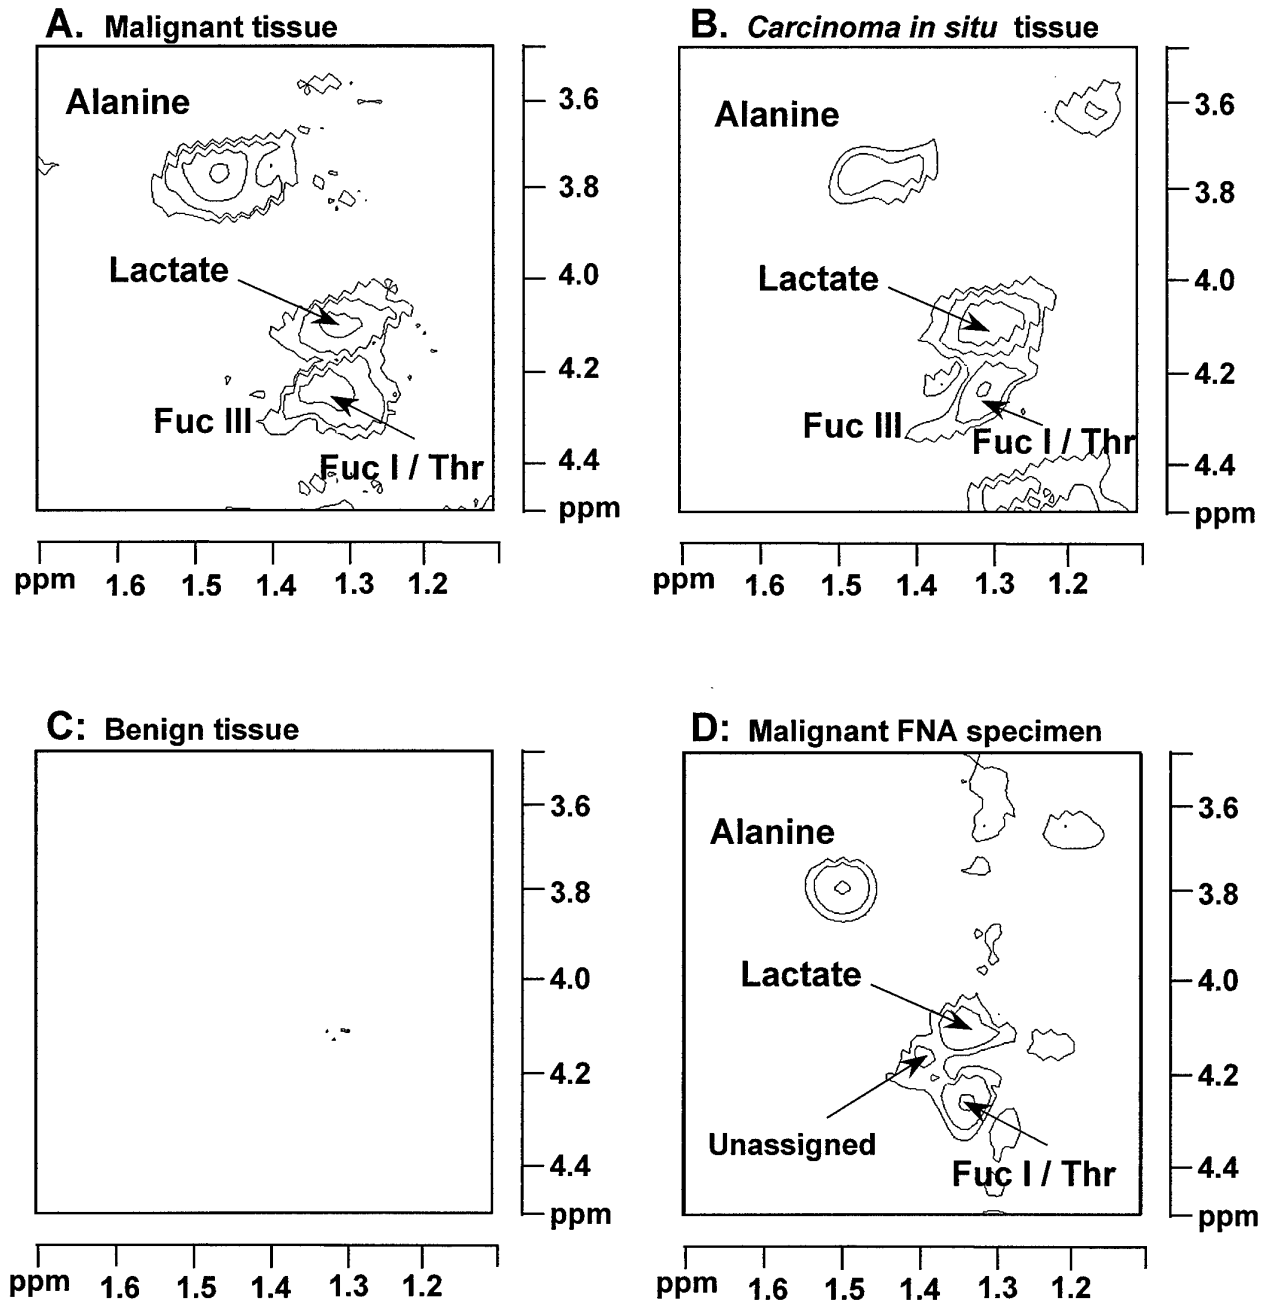 A. Malignant tissue
Alanine
Lactate
Fuc III
Fuc I / Thr
3.6
3.8
4.0
4.2
4.4
ppm
ppm 1.6 1.5 1.4 1.3 1.2
B. Carcinoma in situ tissue
Alanine
Lactate
Fuc III
Fuc I / Thr
3.6
3.8
4.0
4.2
4.4
ppm
ppm 1.6 1.5 1.4 1.3 1.2
C: Benign tissue
3.6
3.8
4.0
4.2
4.4
ppm
ppm 1.6 1.5 1.4 1.3 1.2
D: Malignant FNA specimen
Alanine
Lactate
Unassigned
Fuc I / Thr
3.6
3.8
4.0
4.2
4.4
ppm
ppm 1.6 1.5 1.4 1.3 1.2